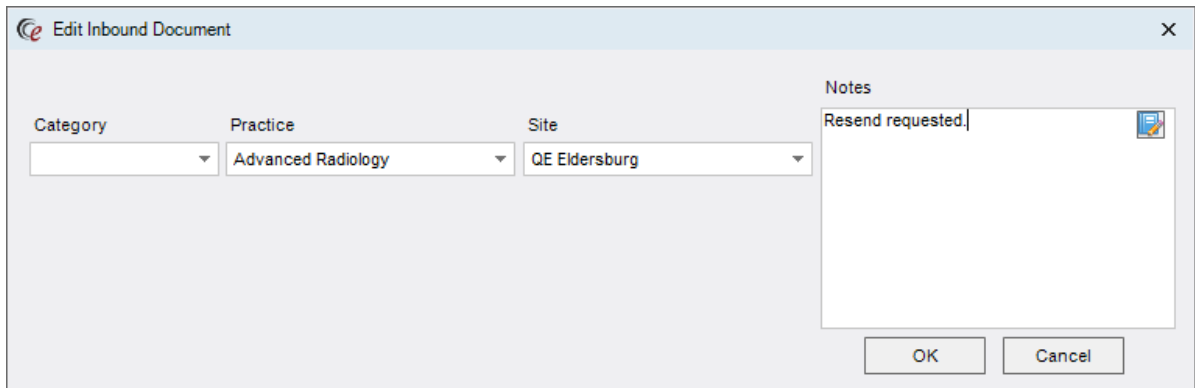 Edit Inbound Document
Notes
Category Practice Site
Resend requested.
Advanced Radiology QE Eldersburg
OK Cancel